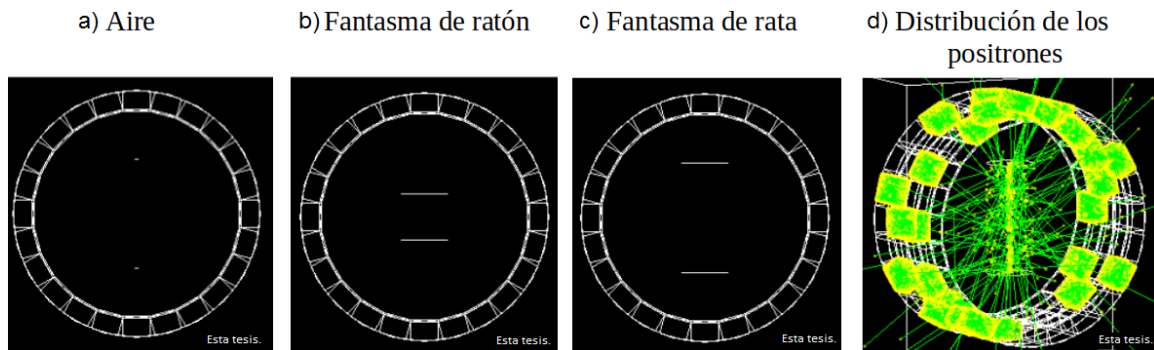 a) Aire
b) Fantasma de ratón
c) Fantasma de rata
d) Distribución de los
positrones
Esta tesis.
Esta tesis.
Esta tesis.
Esta tesis.